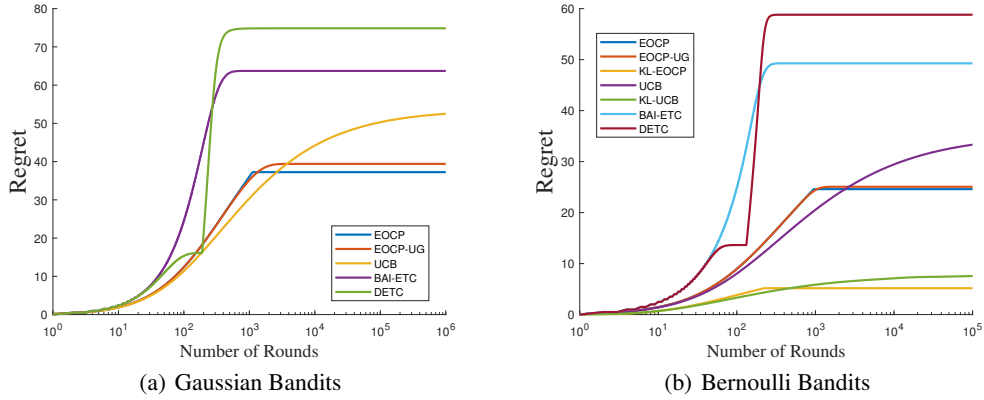 80
70
60
50
40
30
20
10
0
Regret
10^0 10^1 10^2 10^3 10^4 10^5 10^6
Number of Rounds
EOCP
EOCP-UG
UCB
BAI-ETC
DETC
(a) Gaussian Bandits
60
50
40
30
20
10
0
Regret
10^0 10^1 10^2 10^3 10^4 10^5
Number of Rounds
EOCP
EOCP-UG
KL-EOCP
UCB
KL-UCB
BAI-ETC
DETC
(b) Bernoulli Bandits